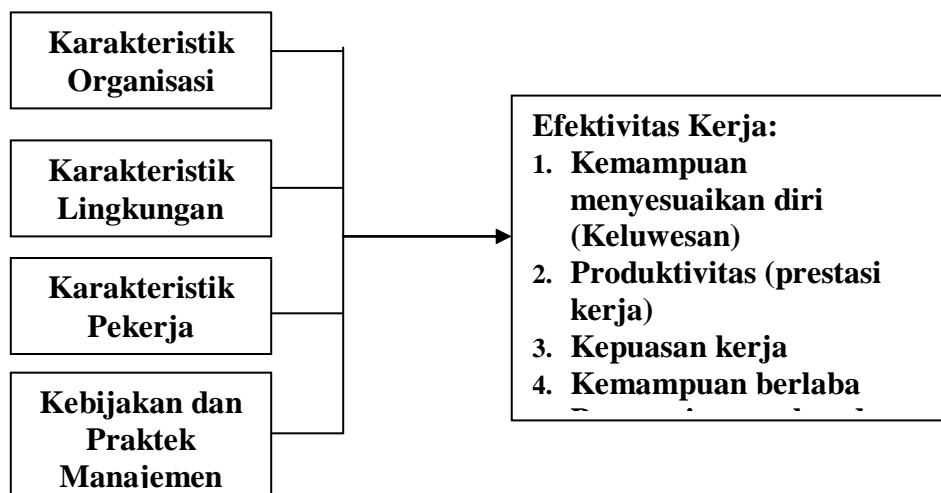 Karakteristik
Organisasi
Karakteristik
Lingkungan
Karakteristik
Pekerja
Kebijakan dan
Praktek
Manajemen
Efektivitas Kerja:
1. Kemampuan
menyesuaikan diri
(Keluwesan)
2. Produktivitas (prestasi
kerja)
3. Kepuasan kerja
4. Kemampuan berlaba